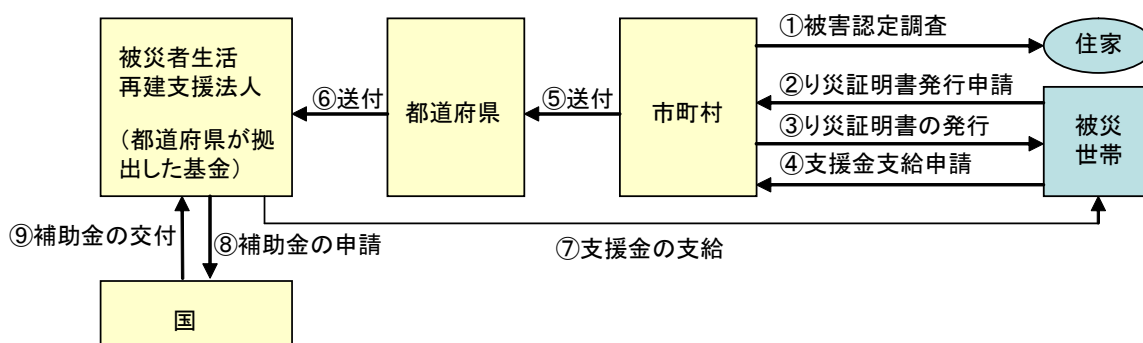 被災者生活
再建支援法人
（都道府県が拠
出した基金）
⑥送付
都道府県
⑤送付
市町村
①被害認定調査
住家
②り災証明書発行申請
③り災証明書の発行
④支援金支給申請
被災
世帯
⑨補助金の交付
⑧補助金の申請
⑦支援金の支給
国